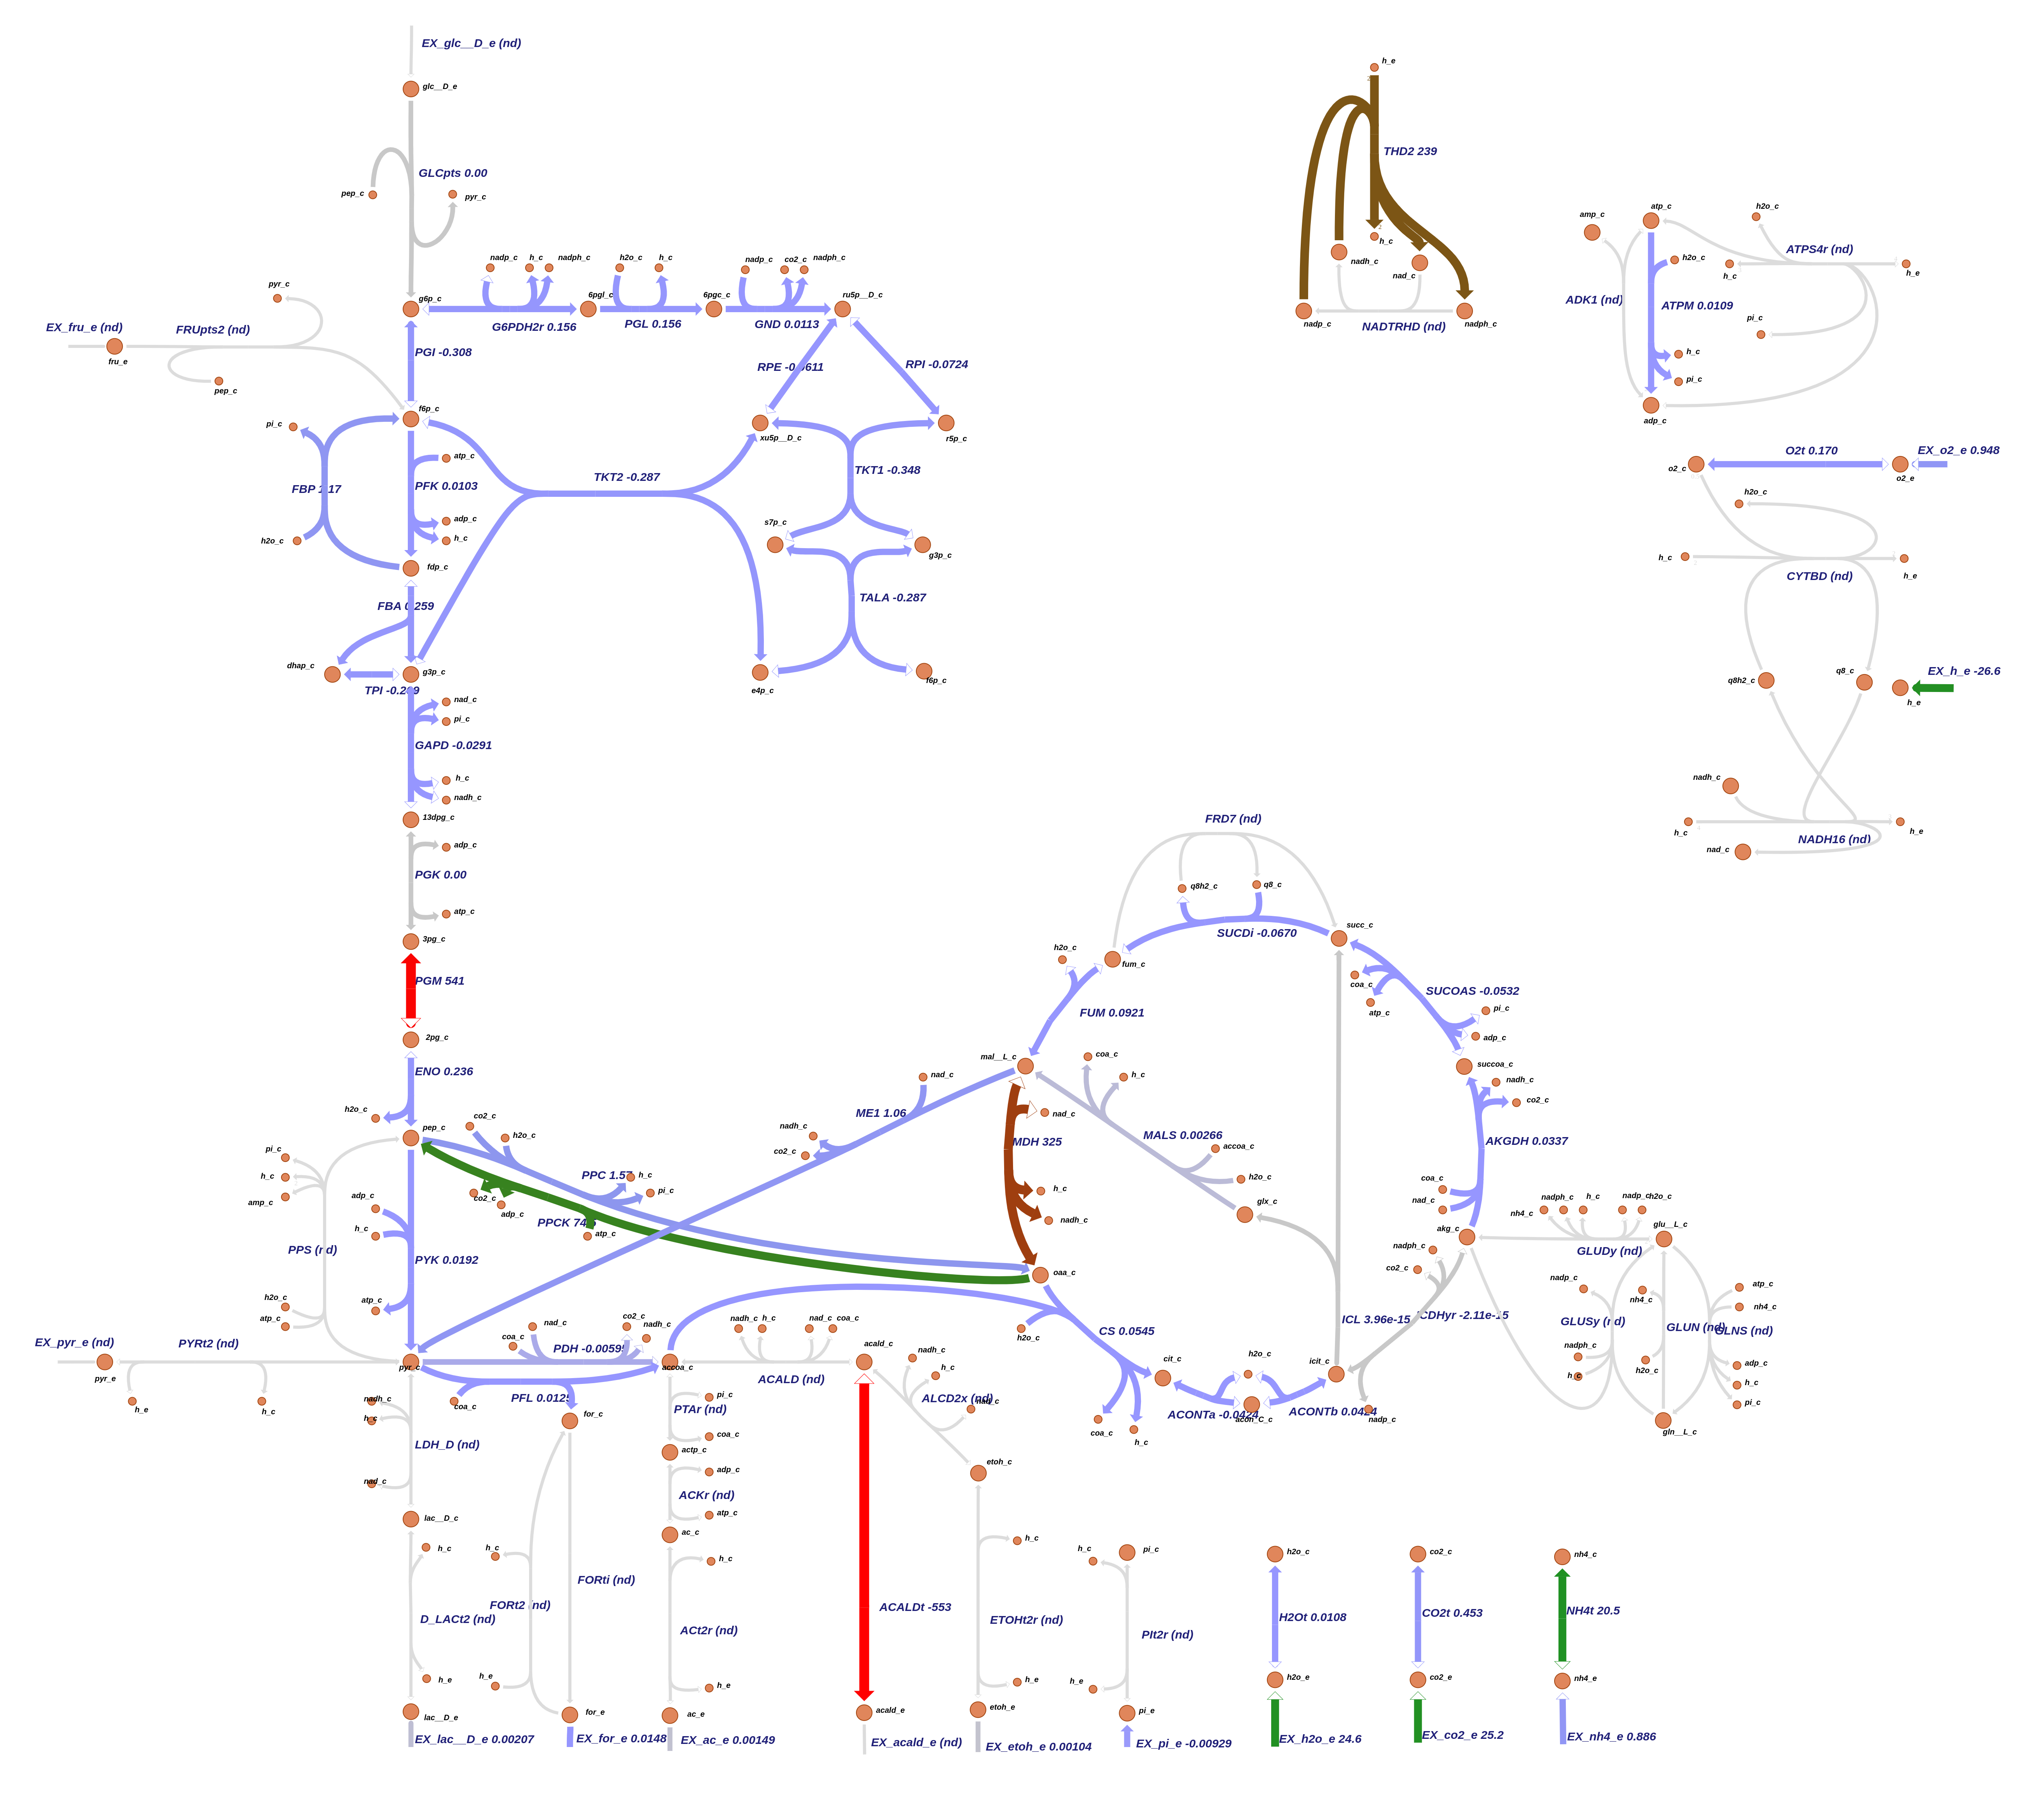 EX_glc__D_e (nd)
glc__D_e
GLCpts 0.00
pep_c
pyr_c
nadp_c
h_c
nadph_c
h2o_c
h_c
nadp_c
co2_c
nadph_c
g6p_c
6pgl_c
6pgc_c
ru5p__D_c
G6PDH2r 0.156
PGL 0.156
GND 0.0113
pyr_c
EX_fru_e (nd)
FRUpts2 (nd)
fru_e
pep_c
PGI -0.308
RPE -0.0611
RPI -0.0724
f6p_c
pi_c
atp_c
xu5p__D_c
r5p_c
FBP 1.17
PFK 0.0103
TKT2 -0.287
TKT1 -0.348
adp_c
h2o_c
h_c
s7p_c
g3p_c
fdp_c
FBA 0.259
TALA -0.287
dhap_c
g3p_c
TPI -0.289
e4p_c
f6p_c
nad_c
pi_c
GAPD -0.0291
h_c
nadh_c
13dpg_c
adp_c
PGK 0.00
atp_c
3pg_c
PGM 541
2pg_c
ENO 0.236
h2o_c
pep_c
h_e
THD2 239
h_c
nadh_c
nad_c
nadp_c
NADTRHD (nd)
nadph_c
amp_c
atp_c
h2o_c
ATPS4r (nd)
h2o_c
h_c
h_e
ADK1 (nd)
ATPM 0.0109
pi_c
h_c
pi_c
adp_c
O2t 0.170
EX_o2_e 0.948
o2_c
o2_e
h2o_c
h_c
CYTBD (nd)
h_e
q8h2_c
q8_c
EX_h_e -26.6
h_e
nadh_c
h_c
NADH16 (nd)
h_e
nad_c
FRD7 (nd)
q8h2_c
q8_c
SUCDi -0.0670
succ_c
h2o_c
fum_c
coa_c
atp_c
SUCOAS -0.0532
pi_c
adp_c
FUM 0.0921
mal__L_c
coa_c
h_c
succoa_c
nadh_c
co2_c
nad_c
ME1 1.06
nadh_c
co2_c
nad_c
MDH 325
MALS 0.00266
accoa_c
h2o_c
AKGDH 0.0337
coa_c
nad_c
glx_c
h_c
nadh_c
co2_c
h2o_c
PPC 1.57
h_c
pi_c
co2_c
adp_c
PPCK 74.5
atp_c
oaa_c
pi_c
h_c
amp_c
adp_c
h_c
PPS (nd)
PYK 0.0192
h2o_c
atp_c
atp_c
akg_c
nh4_c
nadph_c
h_c
nadp_c
h2o_c
glu__L_c
GLUDy (nd)
nadph_c
co2_c
nadp_c
nh4_c
atp_c
nh4_c
ICL 3.96e-15
ICDHyr -2.11e-15
GLUSy (nd)
GLUN (nd)
GLNS (nd)
nadph_c
h_c
h2o_c
adp_c
h_c
pi_c
gln__L_c
EX_pyr_e (nd)
PYRt2 (nd)
pyr_e
h_e
h_c
pyr_c
coa_c
nad_c
co2_c
nadh_c
PDH -0.00595
accoa_c
coa_c
PFL 0.0125
for_c
nadh_c
h_c
nad_c
coa_c
ACALD (nd)
acald_c
nadh_c
h_c
ALCD2x (nd)
nad_c
h2o_c
CS 0.0545
coa_c
h_c
cit_c
h2o_c
icit_c
ACONTa -0.0424
acon_C_c
ACONTb 0.0424
nadp_c
nadh_c
h_c
LDH_D (nd)
nad_c
lac__D_c
h_c
D_LACt2 (nd)
h_e
lac__D_e
EX_lac__D_e 0.00207
h_c
FORt2 (nd)
FORti (nd)
h_e
for_e
EX_for_e 0.0148
pi_c
PTAr (nd)
coa_c
actp_c
adp_c
ACKr (nd)
atp_c
ac_c
h_c
ACt2r (nd)
h_e
ac_e
EX_ac_e 0.00149
ACALDt -553
acald_e
EX_acald_e (nd)
etoh_c
h_c
ETOHt2r (nd)
h_e
etoh_e
EX_etoh_e 0.00104
h_c
pi_c
PIt2r (nd)
h_e
pi_e
EX_pi_e -0.00929
h2o_c
H2Ot 0.0108
h2o_e
EX_h2o_e 24.6
co2_c
CO2t 0.453
co2_e
EX_co2_e 25.2
nh4_c
NH4t 20.5
nh4_e
EX_nh4_e 0.886